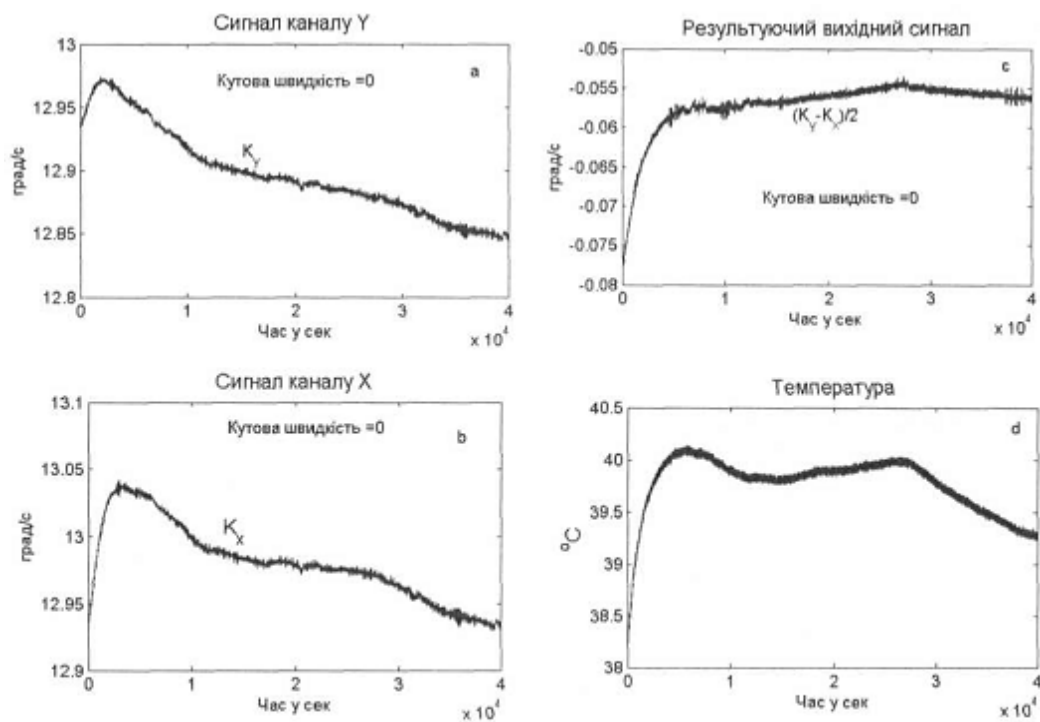 Сигнал каналу Y
13
12.95
12.9
12.85
12.8
град/с
a
Кутова швидкість =0
K_Y
0
1
2
3
4
Час у сек
x 10^4
Результуючий вихідний сигнал
-0.05
-0.055
-0.06
-0.065
-0.07
-0.075
-0.08
град/с
c
(K_Y-K_X)/2
Кутова швидкість =0
0
1
2
3
4
Час у сек
x 10^4
Сигнал каналу X
13.1
13.05
13
12.95
12.9
град/с
Кутова швидкість =0
b
K_X
0
1
2
3
4
Час у сек
x 10^4
Температура
40.5
40
39.5
39
38.5
38
°C
d
0
1
2
3
4
Час у сек
x 10^4